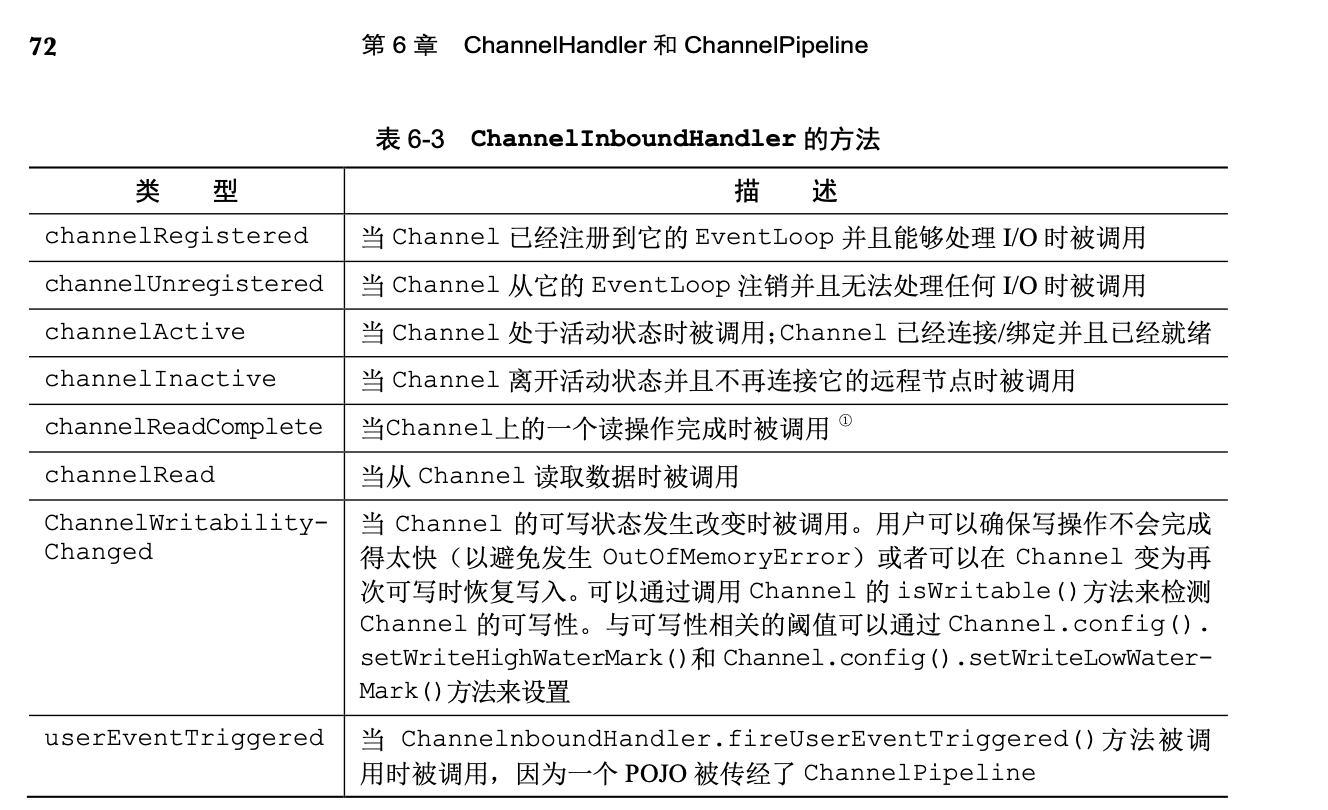 72 第 6 章 ChannelHandler 和 ChannelPipeline
表 6-3 ChannelInboundHandler 的方法
类 型 描 述
channelRegistered 当 Channel 已经注册到它的 EventLoop 并且能够处理 I/O 时被调用
channelUnregistered 当 Channel 从它的 EventLoop 注销并且无法处理任何 I/O 时被调用
channelActive 当 Channel 处于活动状态时被调用;Channel 已经连接/绑定并且已经就绪
channelInactive 当 Channel 离开活动状态并且不再连接它的远程节点时被调用
channelReadComplete 当Channel上的一个读操作完成时被调用 ①
channelRead 当从 Channel 读取数据时被调用
ChannelWritability- 当 Channel 的可写状态发生改变时被调用。用户可以确保写操作不会完成
Changed 得太快（以避免发生 OutOfMemoryError）或者可以在 Channel 变为再
次可写时恢复写入。可以通过调用 Channel 的 isWritable()方法来检测
Channel 的可写性。与可写性相关的阈值可以通过 Channel.config().
setWriteHighWaterMark()和 Channel.config().setWriteLowWater-
Mark()方法来设置
userEventTriggered 当 ChannelnboundHandler.fireUserEventTriggered()方法被调
用时被调用，因为一个 POJO 被传经了 ChannelPipeline